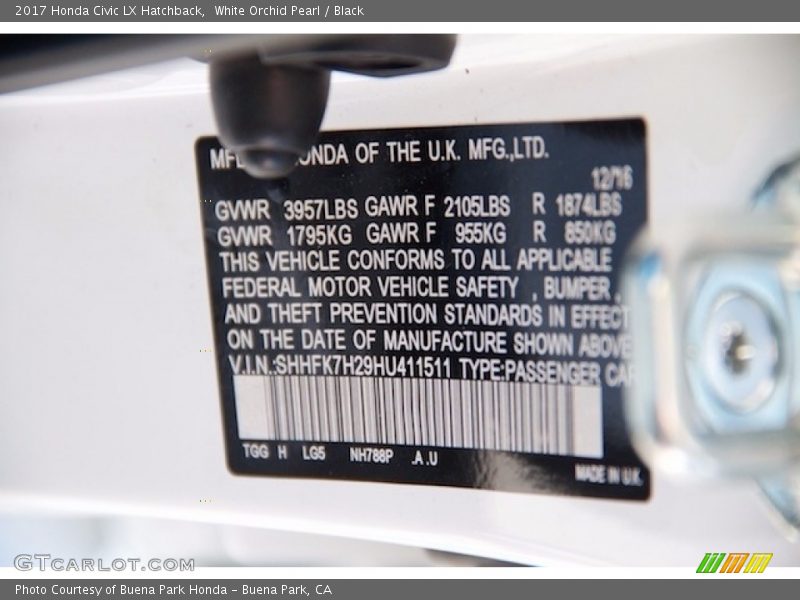 2017 Honda Civic LX Hatchback,  White Orchid Pearl / Black
OF THE U.K. MFG.,LTD.
12/16
GVWR 3957LBS GAWR F 2105LBS R 1874LBS
GVWR 1795KG GAWR F 955KG R 850KG
THIS VEHICLE CONFORMS TO ALL APPLICABLE
FEDERAL MOTOR VEHICLE SAFETY , BUMPER ,
AND THEFT PREVENTION STANDARDS IN EFFECT
ON THE DATE OF MANUFACTURE SHOWN ABOVE
V.I.N.:SHHFK7H29HU411511 TYPE:PASSENGER
TGG H LG5 NH788P .A.U
MADE IN U.K.
GTCARLOT.COM
Photo Courtesy of Buena Park Honda - Buena Park, CA